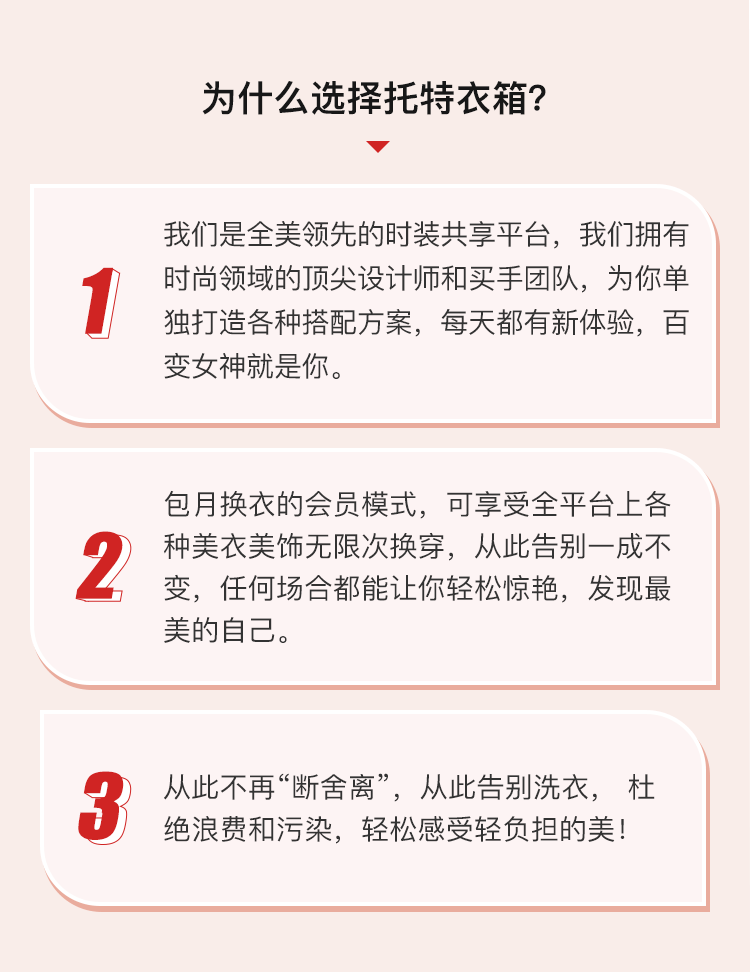 为什么选择托特衣箱?
1
我们是全美领先的时装共享平台，我们拥有
时尚领域的顶尖设计师和买手团队，为你单
独打造各种搭配方案，每天都有新体验，百
变女神就是你。
2
包月换衣的会员模式，可享受全平台上各
种美衣美饰无限次换穿，从此告别一成不
变，任何场合都能让你轻松惊艳，发现最
美的自己。
3
从此不再“断舍离”，从此告别洗衣， 杜
绝浪费和污染，轻松感受轻负担的美！